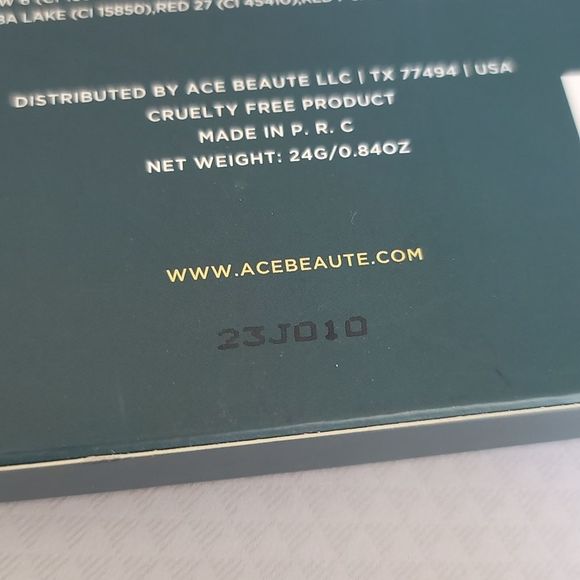 BA LAKE (CI 15850),RED 27 (CI 45410),RED
DISTRIBUTED BY ACE BEAUTE LLC | TX 77494 | USA
CRUELTY FREE PRODUCT
MADE IN P. R. C
NET WEIGHT: 24G/0.84OZ
WWW.ACEBEAUTE.COM
23J010